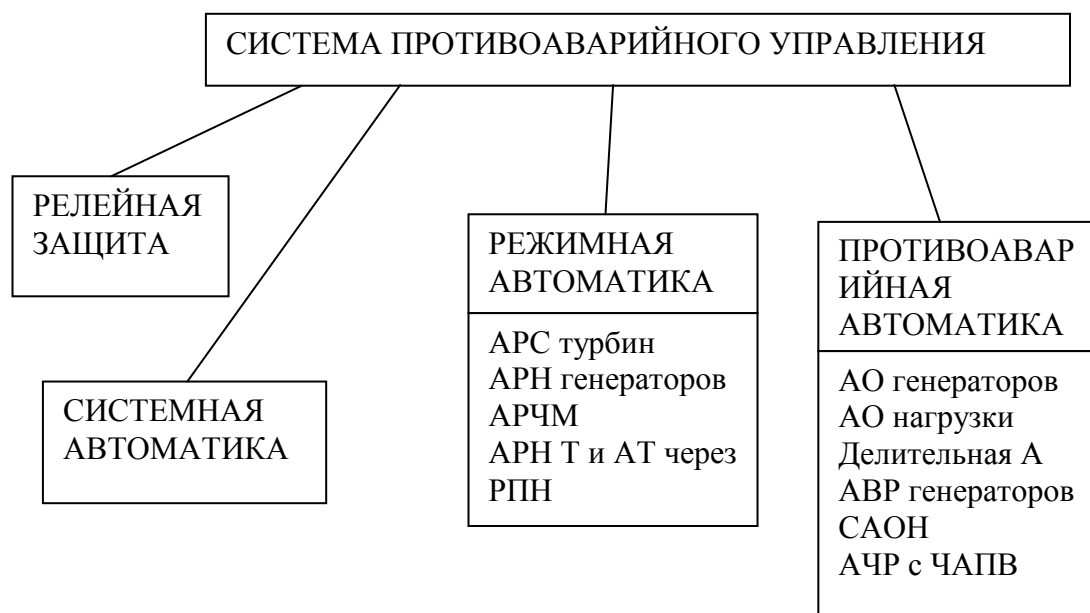 СИСТЕМА ПРОТИВОАВАРИЙНОГО УПРАВЛЕНИЯ
РЕЛЕЙНАЯ
ЗАЩИТА
СИСТЕМНАЯ
АВТОМАТИКА
РЕЖИМНАЯ
АВТОМАТИКА
АРС турбин
АРН генераторов
АРЧМ
АРН Т и АТ через
РПН
ПРОТИВОАВАР
ИЙНАЯ
АВТОМАТИКА
АО генераторов
АО нагрузки
Делительная А
АВР генераторов
САОН
АЧР с ЧАПВ